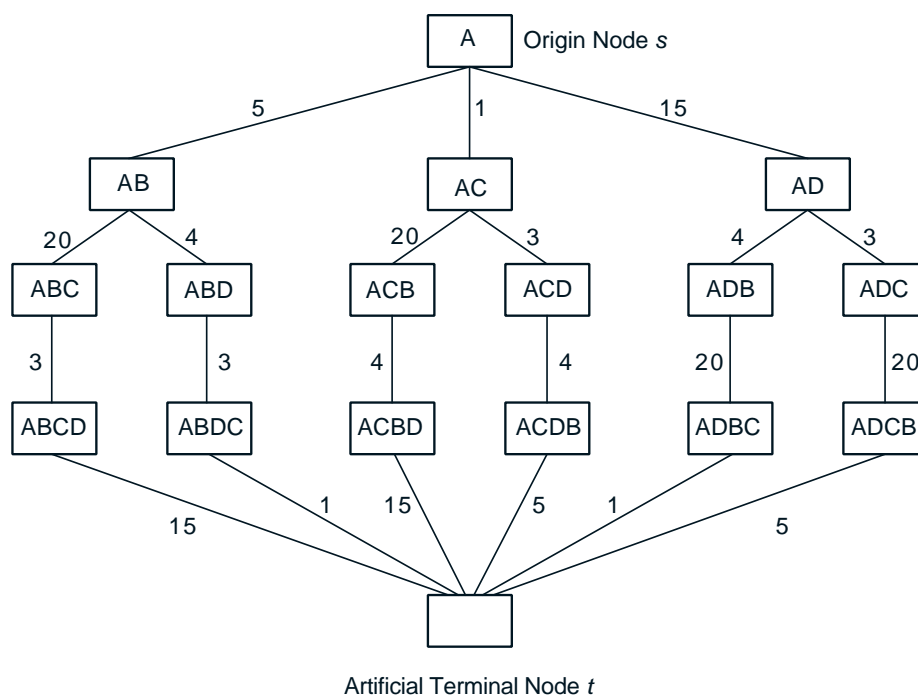 A Origin Node s
5 1 15
AB AC AD
20 4 20 3 4 3
ABC ABD ACB ACD ADB ADC
3 3 4 4 20 20
ABCD ABDC ACBD ACDB ADBC ADCB
15 1 15 5 1 5
Artificial Terminal Node t